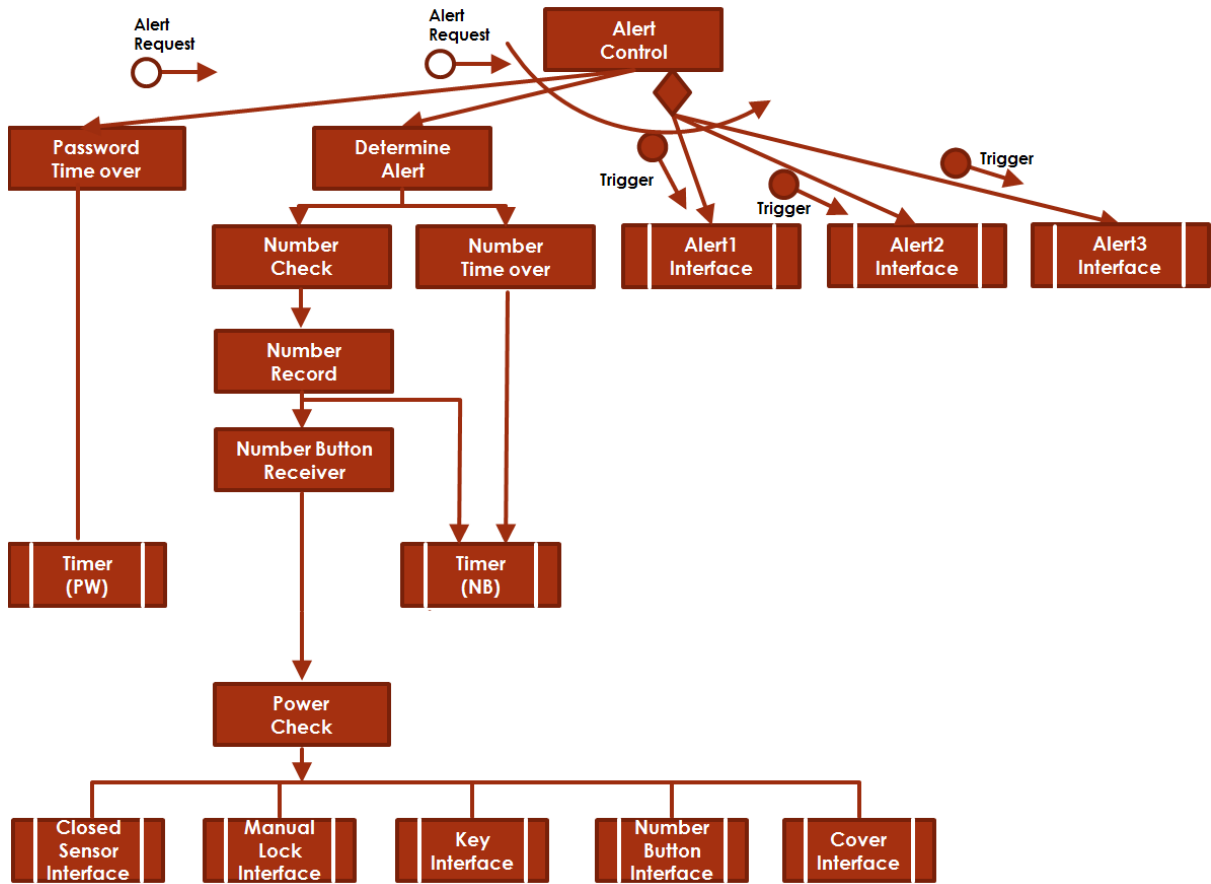 Alert
Request
Alert
Request
Alert
Control
Password
Time over
Determine
Alert
Trigger
Trigger
Trigger
Number
Check
Number
Time over
Alert1
Interface
Alert2
Interface
Alert3
Interface
Number
Record
Number Button
Receiver
Timer
(PW)
Timer
(NB)
Power
Check
Closed
Sensor
Interface
Manual
Lock
Interface
Key
Interface
Number
Button
Interface
Cover
Interface